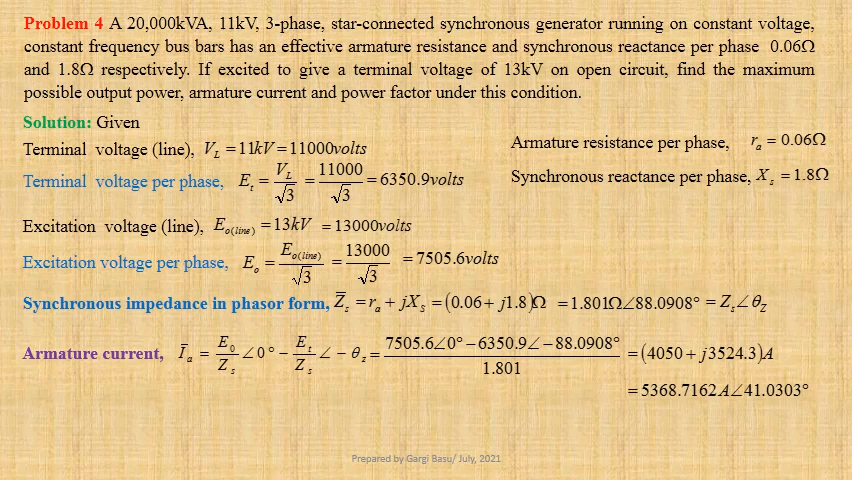 Problem 4 A 20,000kVA, 11kV, 3-phase, star-connected synchronous generator running on constant voltage,
constant frequency bus bars has an effective armature resistance and synchronous reactance per phase 0.06Ω
and 1.8Ω respectively. If excited to give a terminal voltage of 13kV on open circuit, find the maximum
possible output power, armature current and power factor under this condition.
Solution: Given
Terminal voltage (line), V_L = 11kV = 11000volts
Armature resistance per phase, r_a = 0.06Ω
Terminal voltage per phase, E_t = V_L/√3 = 11000/√3 = 6350.9volts
Synchronous reactance per phase, X_s = 1.8Ω
Excitation voltage (line), E_o(line) = 13kV = 13000volts
Excitation voltage per phase, E_o = E_o(line)/√3 = 13000/√3 = 7505.6volts
Synchronous impedance in phasor form, Z̅_s = r_a + jX_S = (0.06 + j1.8)Ω = 1.801Ω∠88.0908° = Z_s∠θ_Z
Armature current, I̅_a = E_0/Z_s ∠0° − E_t/Z_s ∠ − θ_z = (7505.6∠0° − 6350.9∠ − 88.0908°)/1.801 = (4050 + j3524.3)A
= 5368.7162A∠41.0303°
Prepared by Gargi Basu/ July, 2021